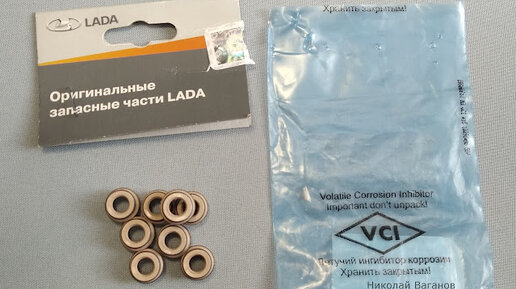 LADA
Оригинальные
запасные части LADA
Хранить закрытым!
Volatile Corrosion Inhibitor
Important don't unpack!
VCI
Летучий ингибитор коррозии
Хранить закрытым!
Николай Ваганов